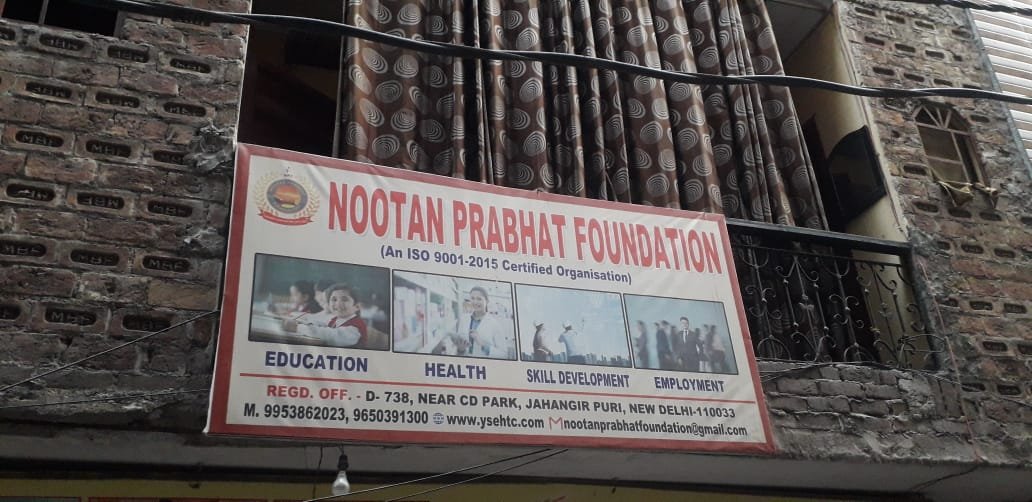 NOOTAN PRABHAT FOUNDATION
(An ISO 9001-2015 Certified Organisation)
EDUCATION
HEALTH
SKILL DEVELOPMENT
EMPLOYMENT
REGD. OFF. - D- 738, NEAR CD PARK, JAHANGIR PURI, NEW DELHI-110033
M. 9953862023, 9650391300 www.ysehtc.com nootanprabhatfoundation@gmail.com